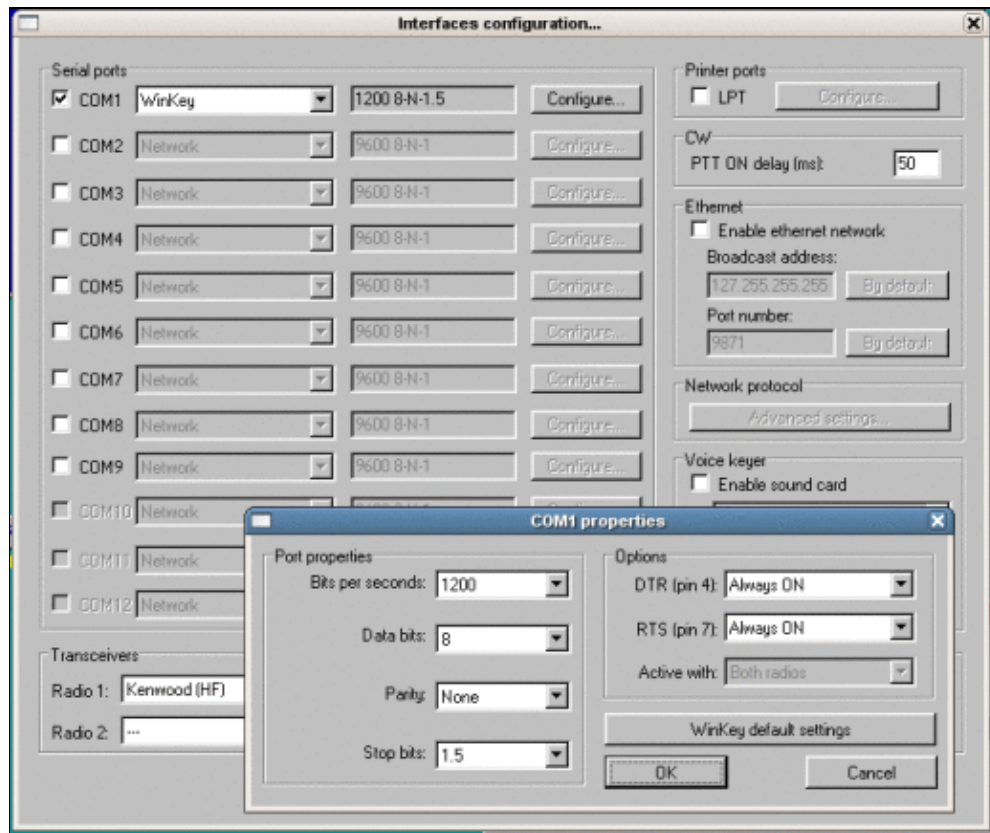 Interfaces configuration...
Serial ports
COM1 WinKey 1200 8-N-1.5 Configure...
COM2 Network 9600 8-N-1 Configure...
COM3 Network 9600 8-N-1 Configure...
COM4 Network 9600 8-N-1 Configure...
COM5 Network 9600 8-N-1 Configure...
COM6 Network 9600 8-N-1 Configure...
COM7 Network 9600 8-N-1 Configure...
COM8 Network 9600 8-N-1 Configure...
COM9 Network 9600 8-N-1 Configure...
COM10 Network
COM11 Network
COM12 Network
Transceivers
Radio 1: Kenwood (HF)
Radio 2: ---
Printer ports
LPT Configure...
CW
PTT ON delay (ms): 50
Ethernet
Enable ethernet network
Broadcast address:
127.255.255.255 By default
Port number:
9871 By default
Network protocol
Advanced settings...
Voice keyer
Enable sound card
COM1 properties
Port properties
Bits per seconds: 1200
Data bits: 8
Parity: None
Stop bits: 1.5
Options
DTR (pin 4): Always ON
RTS (pin 7): Always ON
Active with: Both radios
WinKey default settings
OK Cancel